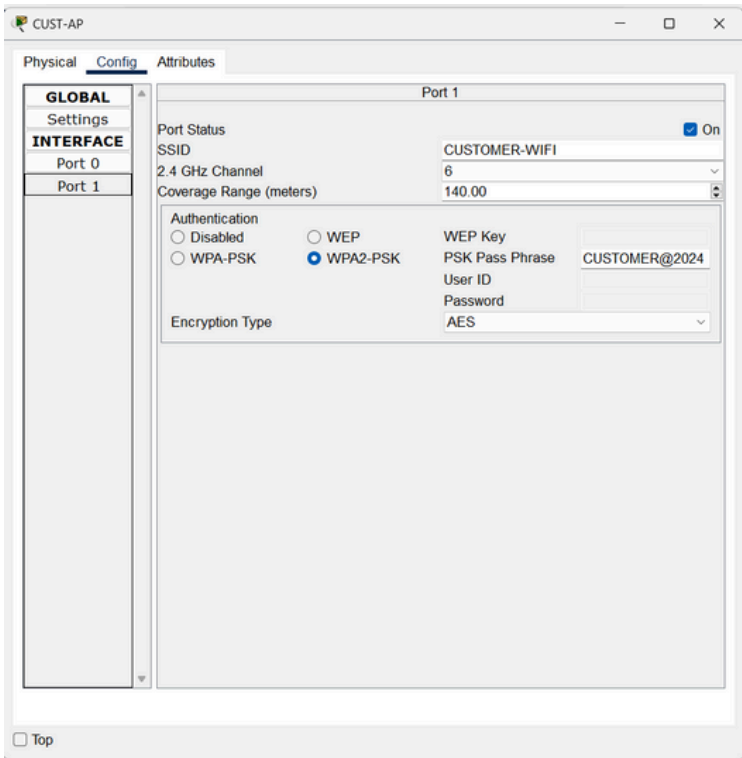 CUST-AP
Physical Config Attributes
GLOBAL
Settings
INTERFACE
Port 0
Port 1
Port 1
Port Status On
SSID CUSTOMER-WIFI
2.4 GHz Channel 6
Coverage Range (meters) 140.00
Authentication
Disabled WEP WEP Key
WPA-PSK WPA2-PSK PSK Pass Phrase CUSTOMER@2024
User ID
Password
Encryption Type AES
Top